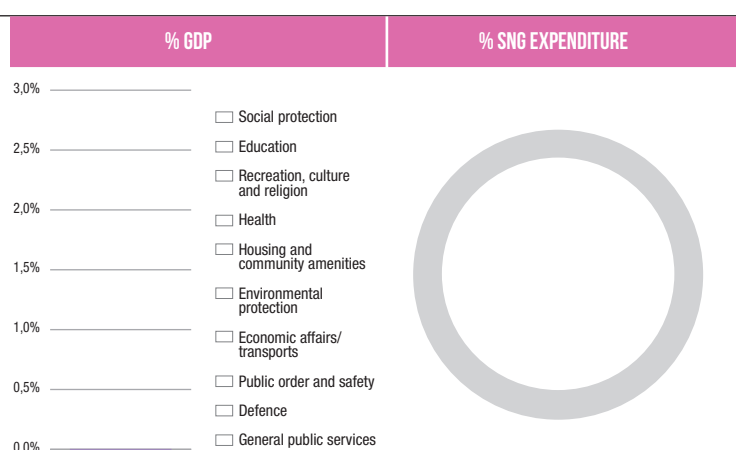 % GDP
% SNG EXPENDITURE
3,0%
2,5%
2,0%
1,5%
1,0%
0,5%
0,0%
Social protection
Education
Recreation, culture
and religion
Health
Housing and
community amenities
Environmental
protection
Economic affairs/
transports
Public order and safety
Defence
General public services